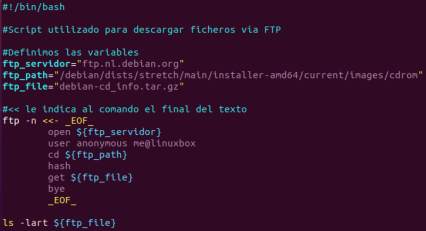 #!/bin/bash
#Script utilizado para descargar ficheros via FTP
#Definimos las variables
ftp_servidor="ftp.nl.debian.org"
ftp_path="/debian/dists/stretch/main/installer-amd64/current/images/cdrom"
ftp_file="debian-cd_info.tar.gz"
#<< le indica al comando el final del texto
ftp -n <<- _EOF_
open ${ftp_servidor}
user anonymous me@linuxbox
cd ${ftp_path}
hash
get ${ftp_file}
bye
_EOF_
ls -lart ${ftp_file}